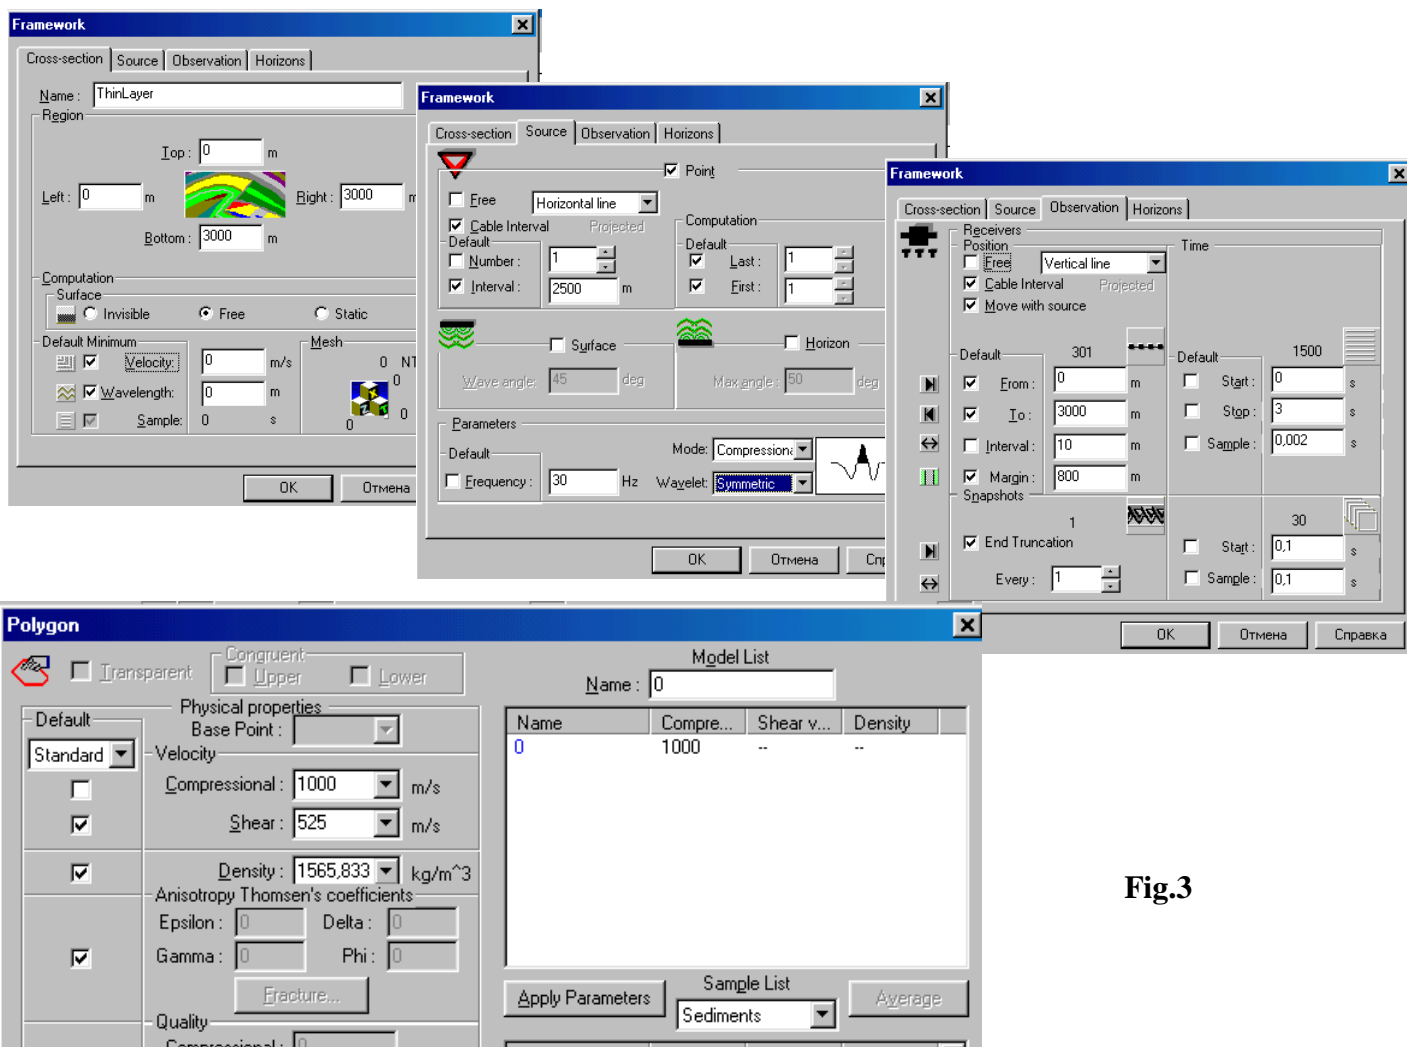 Framework
Cross-section Source Observation Horizons
Name : ThinLayer
Region
Top : 0 m
Left : 0 m Right : 3000 m
Bottom : 3000 m
Computation
Surface
Invisible Free Static
Default Minimum Mesh
Velocity: 0 m/s 0 NT
Wavelength: 0 m 0
Sample: 0 s 0 0
OK Отмена
Framework
Cross-section Source Observation Horizons
Point
Free Horizontal line
Cable Interval Projected Computation
Default Default
Number : 1 Last : 1
Interval : 2500 m First : 1
Surface Horizon
Wave angle: 45 deg Max angle : 50 deg
Parameters
Default Mode: Compressiona
Frequency : 30 Hz Wavelet: Symmetric
OK Отмена Спр
Framework
Cross-section Source Observation Horizons
Receivers
Position Time
Free Vertical line
Cable Interval Projected
Move with source
Default 301 Default 1500
From : 0 m Start : 0 s
To : 3000 m Stop : 3 s
Interval : 10 m Sample : 0,002 s
Margin : 800 m
Snapshots
1 30
End Truncation Start : 0,1 s
Every : 1 Sample : 0,1 s
OK Отмена Справка
Polygon
Transparent Congruent Upper Lower
Model List
Name : 0
Physical properties
Default Base Point :
Name Compre... Shear v... Density
Standard Velocity
0 1000 -- --
Compressional : 1000 m/s
Shear : 525 m/s
Density : 1565,833 kg/m^3
Anisotropy Thomsen's coefficients
Epsilon : 0 Delta : 0
Gamma : 0 Phi : 0
Fracture...
Apply Parameters Sample List Average
Sediments
Quality
Compressional : 0
Fig.3